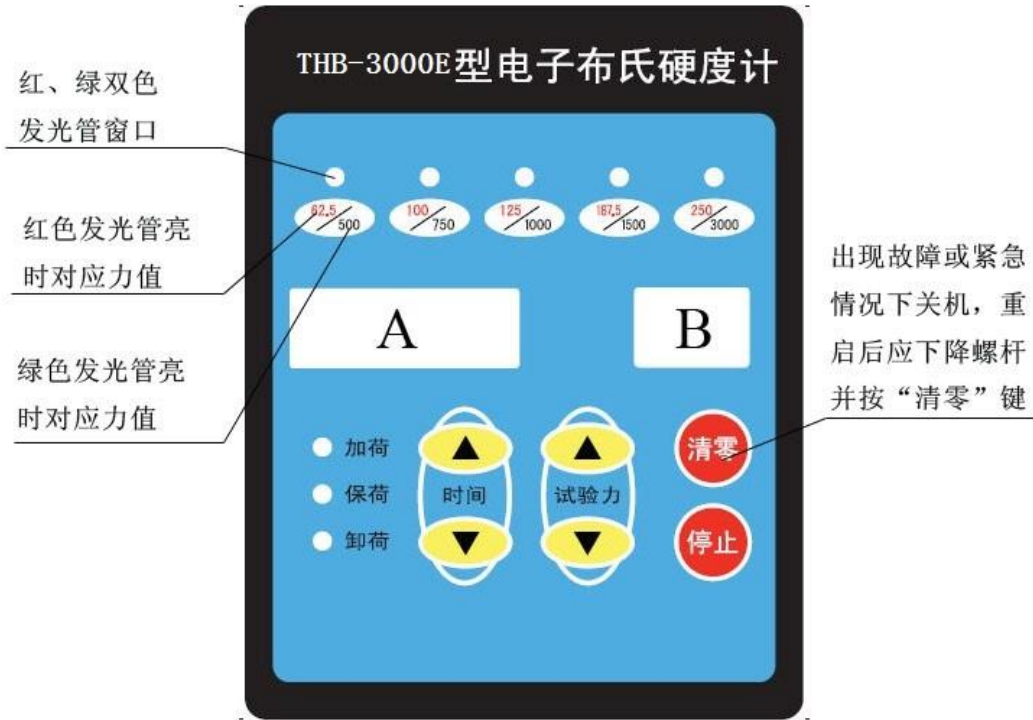 THB-3000E型电子布氏硬度计
红、绿双色
发光管窗口
62.5/500
100/750
125/1000
187.5/1500
250/3000
红色发光管亮
时对应力值
绿色发光管亮
时对应力值
A
B
出现故障或紧急
情况下关机，重
启后应下降螺杆
并按“清零”键
加荷
保荷
卸荷
▲
时间
▼
▲
试验力
▼
清零
停止